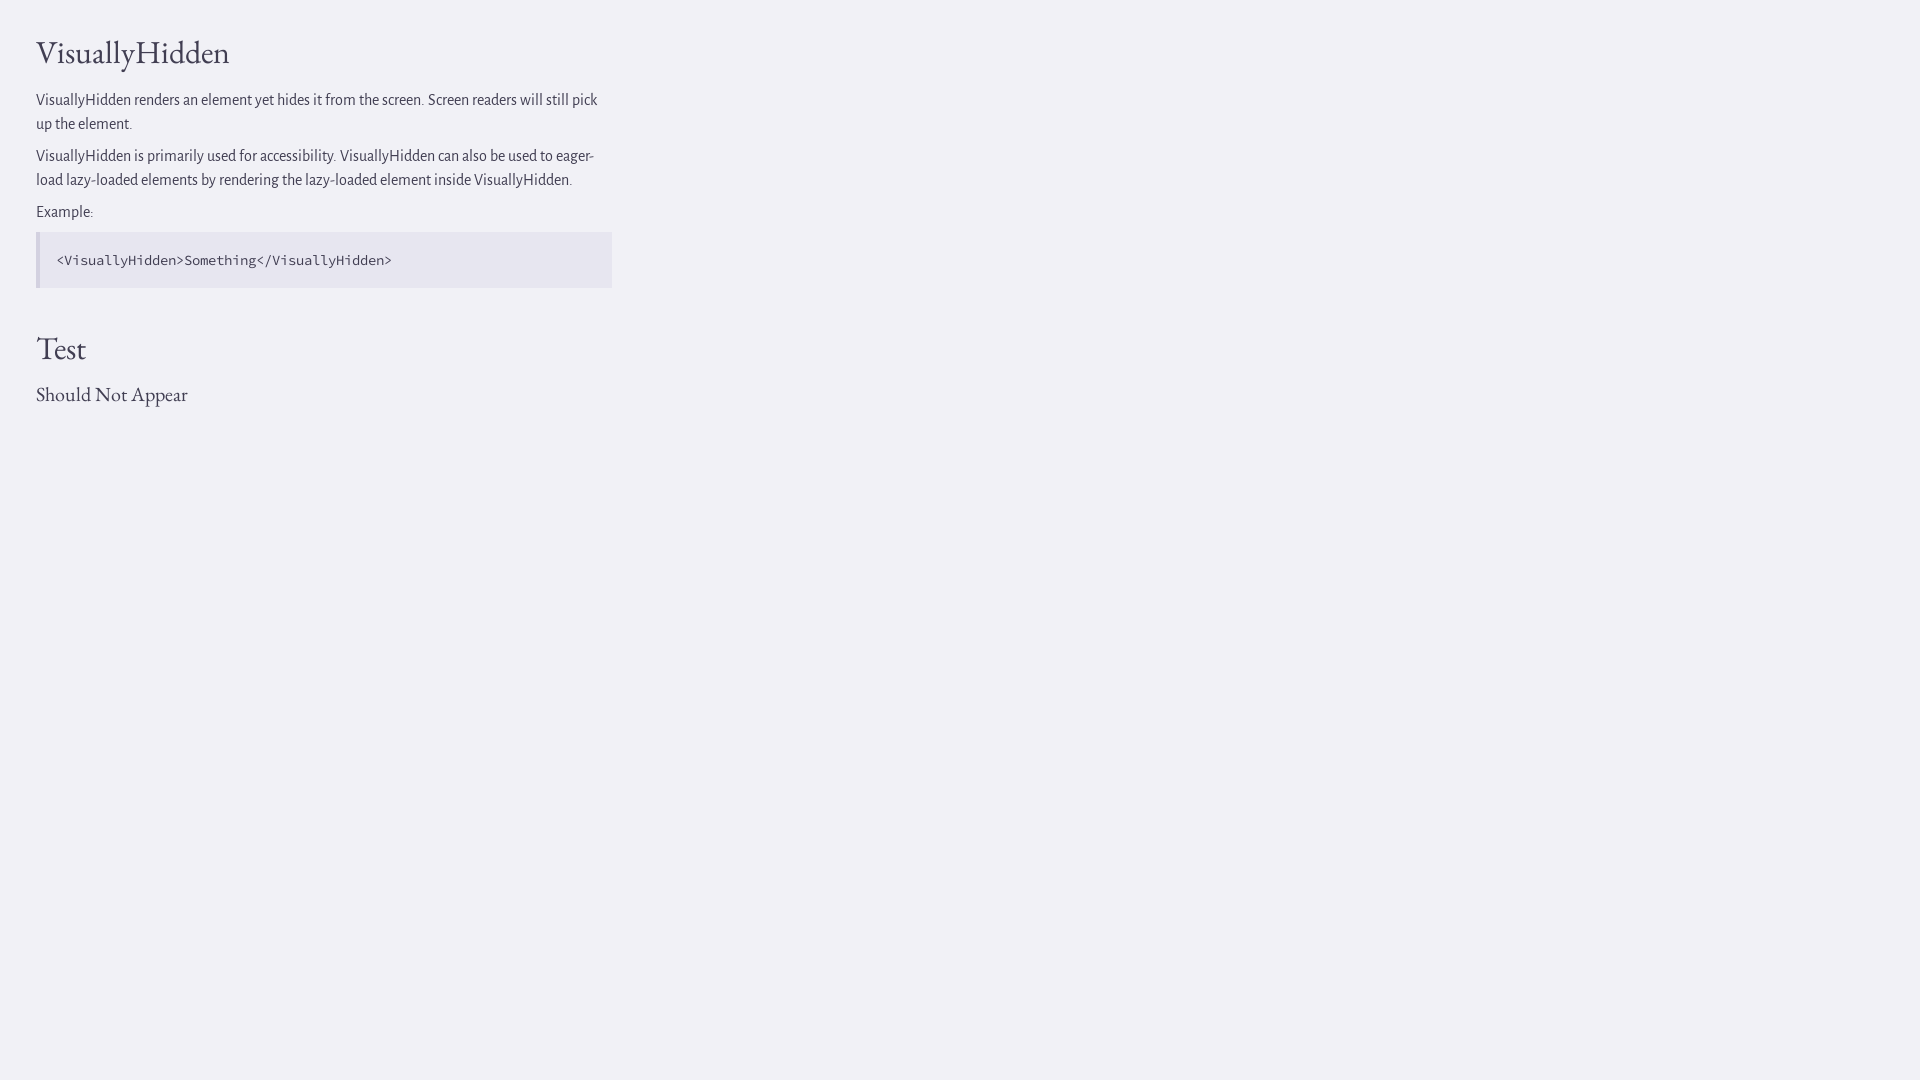 VisuallyHidden
VisuallyHidden renders an element yet hides it from the screen. Screen readers will still pick
up the element.
VisuallyHidden is primarily used for accessibility. VisuallyHidden can also be used to eager-
load lazy-loaded elements by rendering the lazy-loaded element inside VisuallyHidden.
Example:
<VisuallyHidden>Something</VisuallyHidden>
Test
Should Not Appear